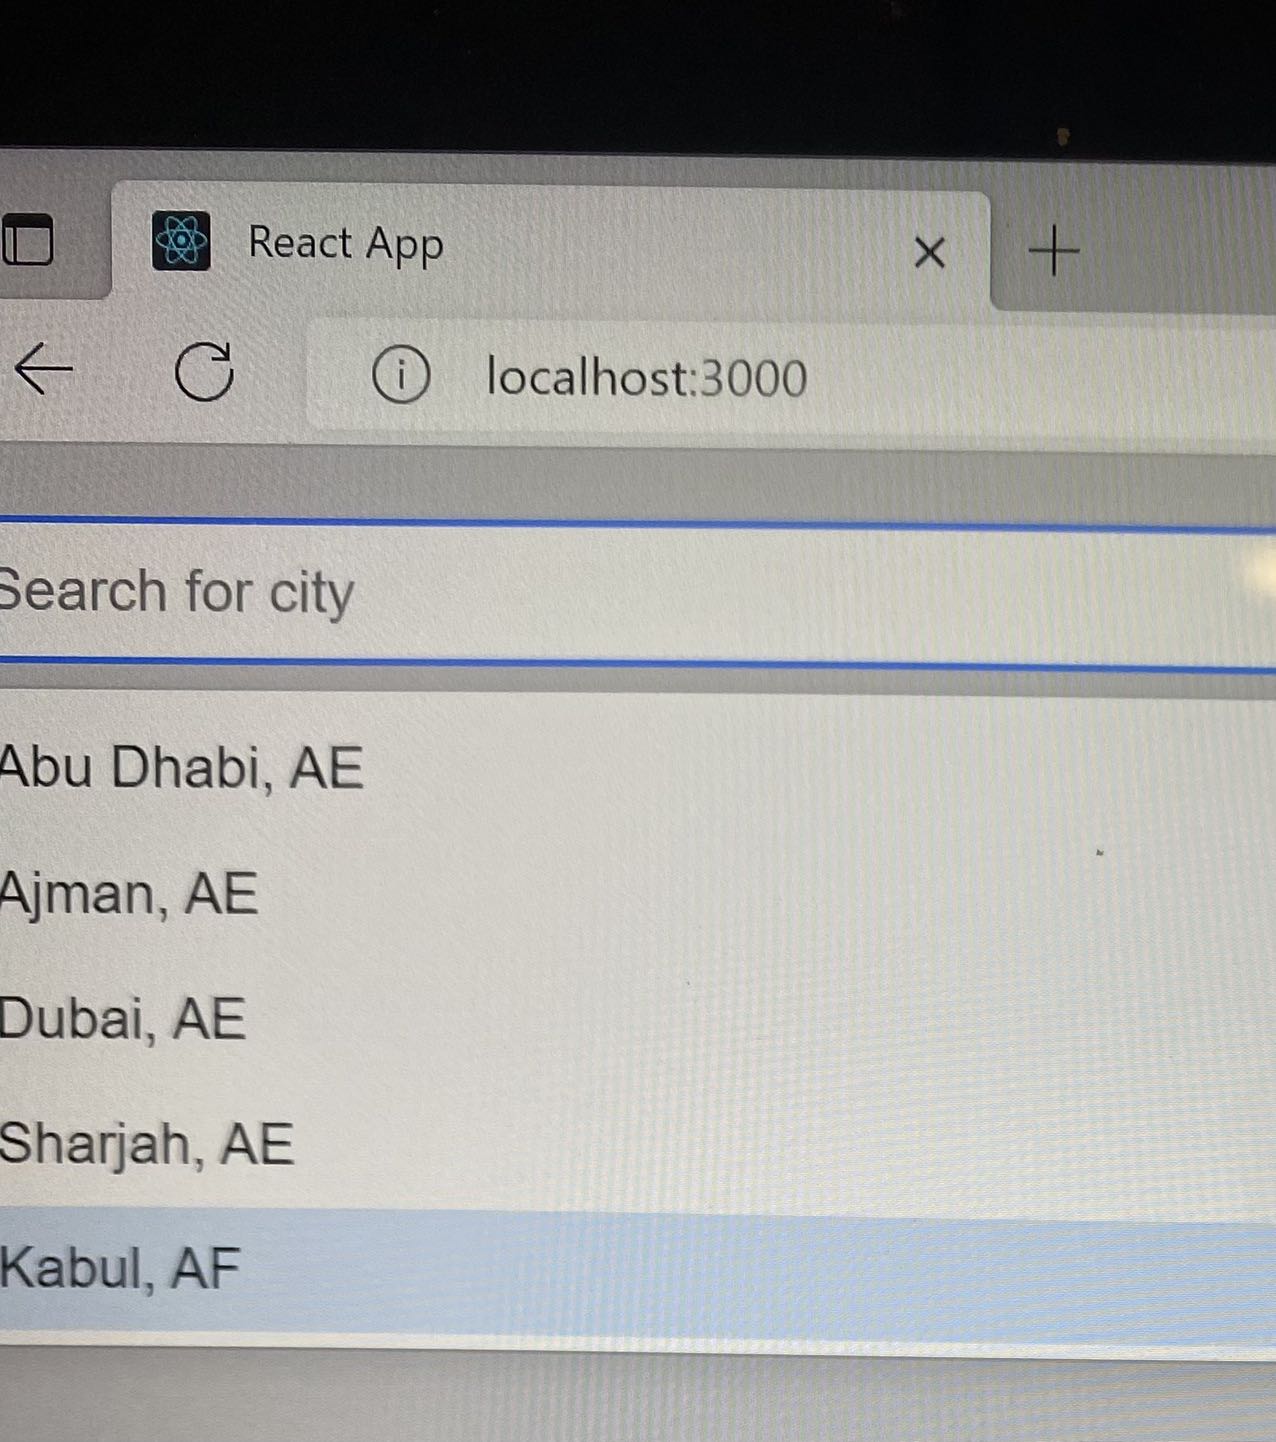 React App
localhost:3000
Search for city
Abu Dhabi, AE
Ajman, AE
Dubai, AE
Sharjah, AE
Kabul, AF